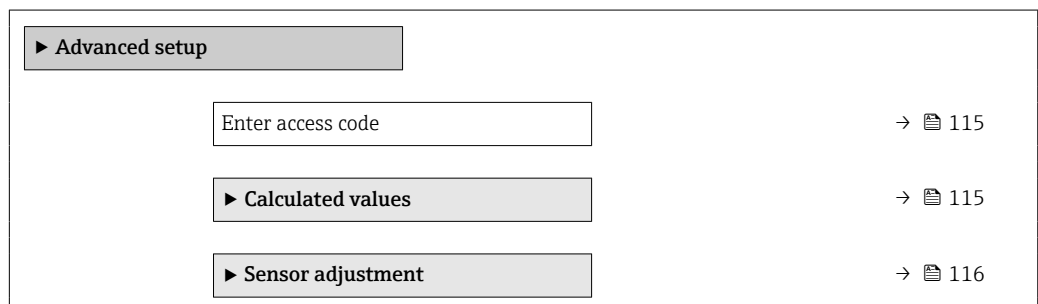 ► Advanced setup
Enter access code → 115
► Calculated values → 115
► Sensor adjustment → 116